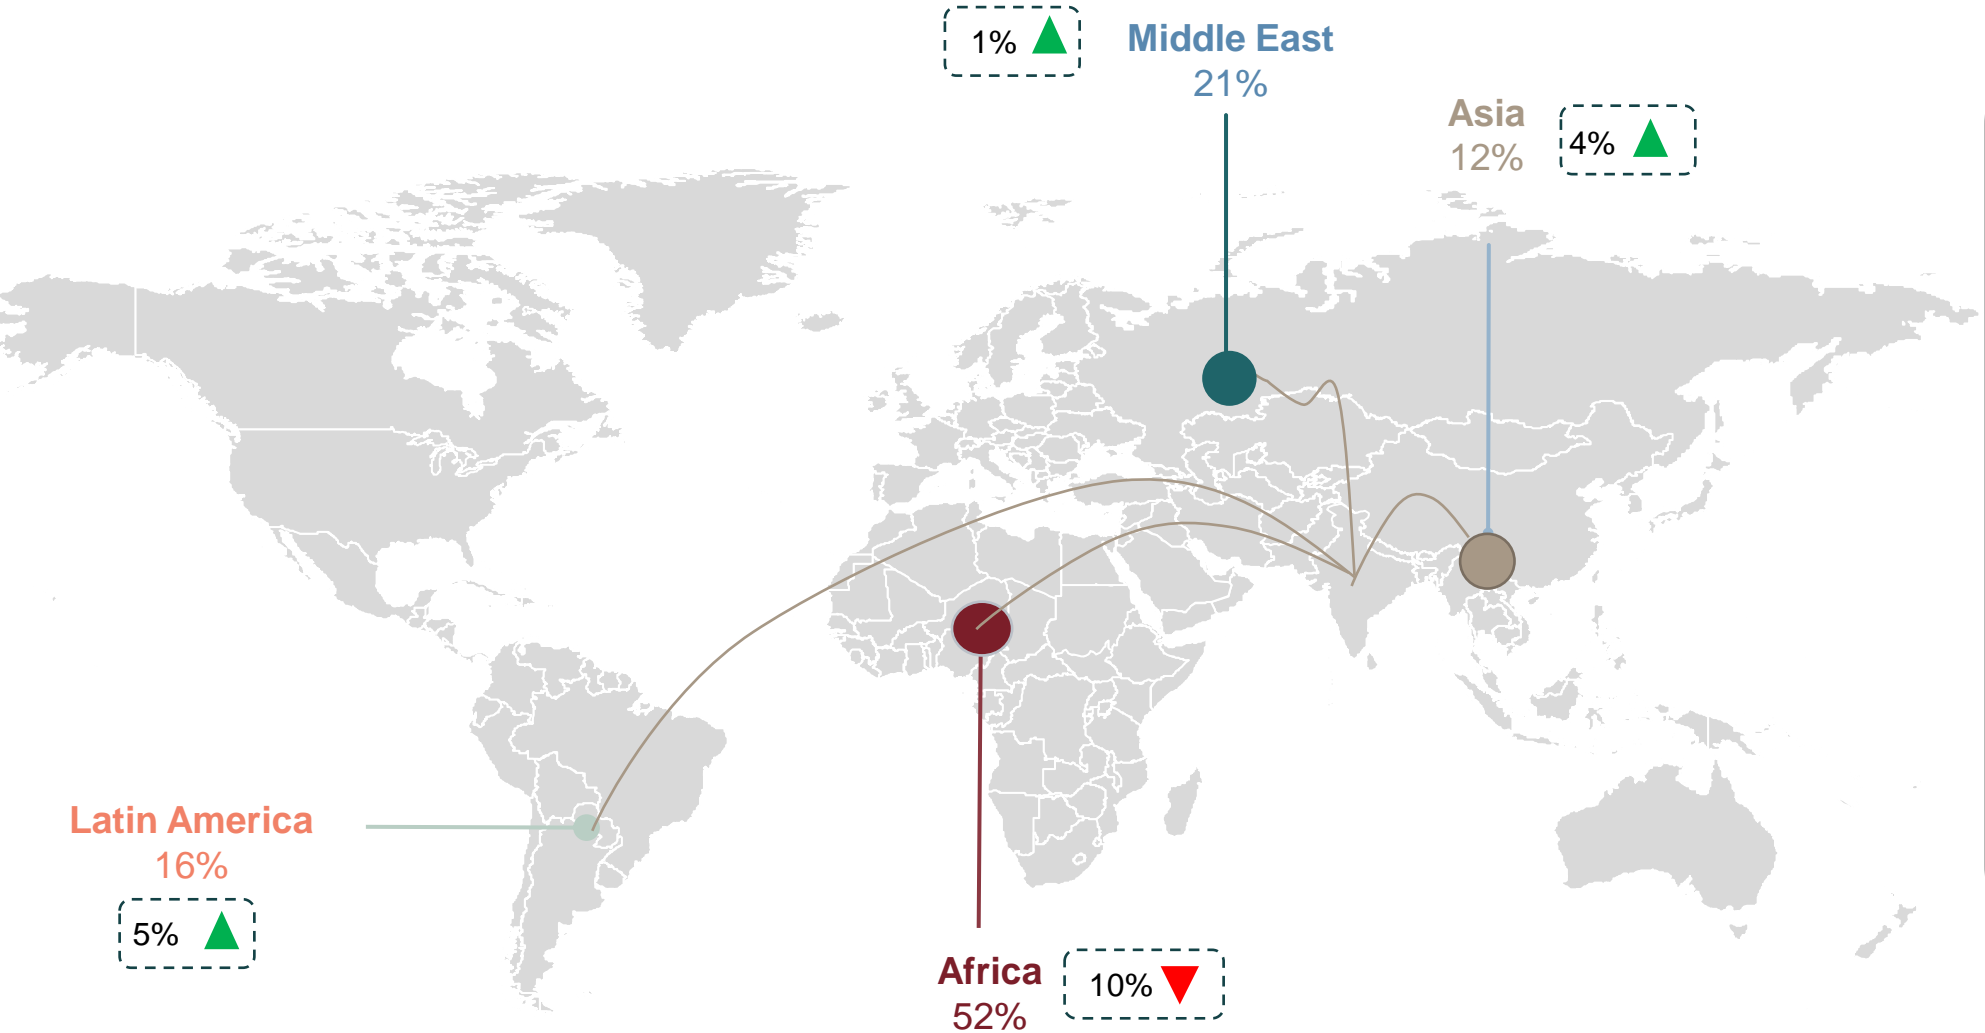 1%
Middle East
21%
Asia
12%
4%
Latin America
16%
5%
Africa
52%
10%